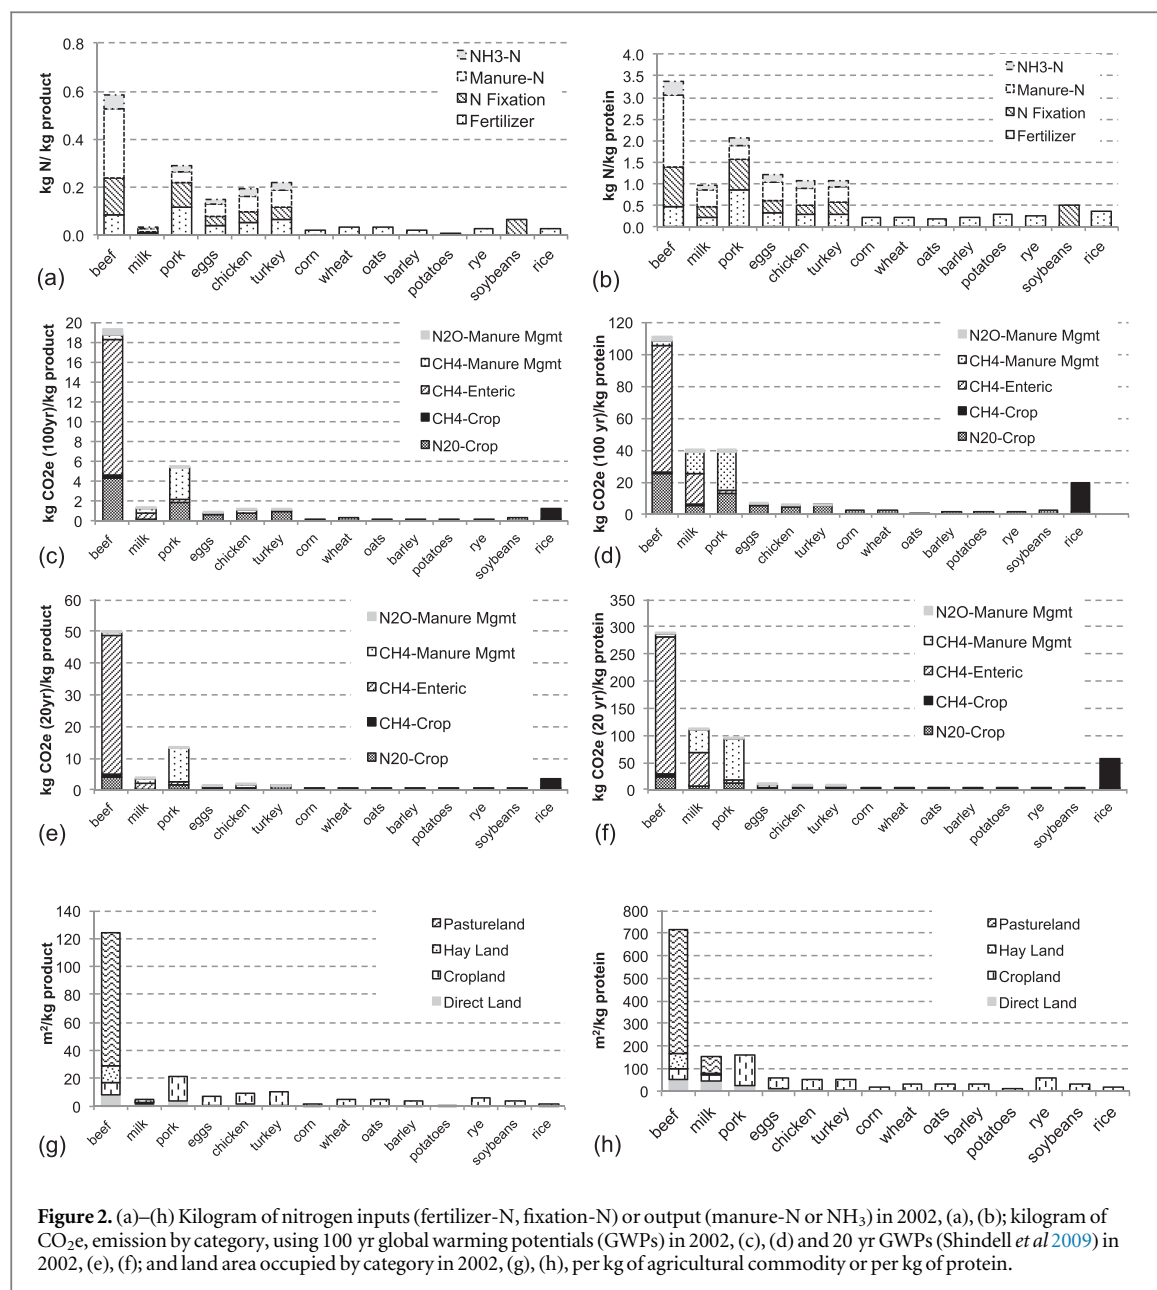 0.8
0.6
0.4
0.2
0.0
kg N/ kg product
NH3-N
Manure-N
N Fixation
Fertilizer
beef
milk
pork
eggs
chicken
turkey
corn
wheat
oats
barley
potatoes
rye
soybeans
rice
(a)
4.0
3.5
3.0
2.5
2.0
1.5
1.0
0.5
0.0
kg N/kg protein
NH3-N
Manure-N
N Fixation
Fertilizer
beef
milk
pork
eggs
chicken
turkey
corn
wheat
oats
barley
potatoes
rye
soybeans
rice
(b)
20
18
16
14
12
10
8
6
4
2
0
kg CO2e (100yr)/kg product
N2O-Manure Mgmt
CH4-Manure Mgmt
CH4-Enteric
CH4-Crop
N20-Crop
beef
milk
pork
eggs
chicken
turkey
corn
wheat
oats
barley
potatoes
rye
soybeans
rice
(c)
120
100
80
60
40
20
0
kg CO2e (100 yr)/kg protein
N2O-Manure Mgmt
CH4-Manure Mgmt
CH4-Enteric
CH4-Crop
N20-Crop
beef
milk
pork
eggs
chicken
turkey
corn
wheat
oats
barley
potatoes
rye
soybeans
rice
(d)
60
50
40
30
20
10
0
kg CO2e (20yr)/kg product
N2O-Manure Mgmt
CH4-Manure Mgmt
CH4-Enteric
CH4-Crop
N20-Crop
beef
milk
pork
eggs
chicken
turkey
corn
wheat
oats
barley
potatoes
rye
soybeans
rice
(e)
350
300
250
200
150
100
50
0
kg CO2e (20 yr)/kg protein
N2O-Manure Mgmt
CH4-Manure Mgmt
CH4-Enteric
CH4-Crop
N20-Crop
beef
milk
pork
eggs
chicken
turkey
corn
wheat
oats
barley
potatoes
rye
soybeans
rice
(f)
140
120
100
80
60
40
20
0
m²/kg product
Pastureland
Hay Land
Cropland
Direct Land
beef
milk
pork
eggs
chicken
turkey
corn
wheat
oats
barley
potatoes
rye
soybeans
rice
(g)
800
700
600
500
400
300
200
100
0
m²/kg protein
Pastureland
Hay Land
Cropland
Direct Land
beef
milk
pork
eggs
chicken
turkey
corn
wheat
oats
barley
potatoes
rye
soybeans
rice
(h)
Figure 2. (a)–(h) Kilogram of nitrogen inputs (fertilizer-N, fixation-N) or output (manure-N or NH₃) in 2002, (a), (b); kilogram of
CO₂e, emission by category, using 100 yr global warming potentials (GWPs) in 2002, (c), (d) and 20 yr GWPs (Shindell et al 2009) in
2002, (e), (f); and land area occupied by category in 2002, (g), (h), per kg of agricultural commodity or per kg of protein.